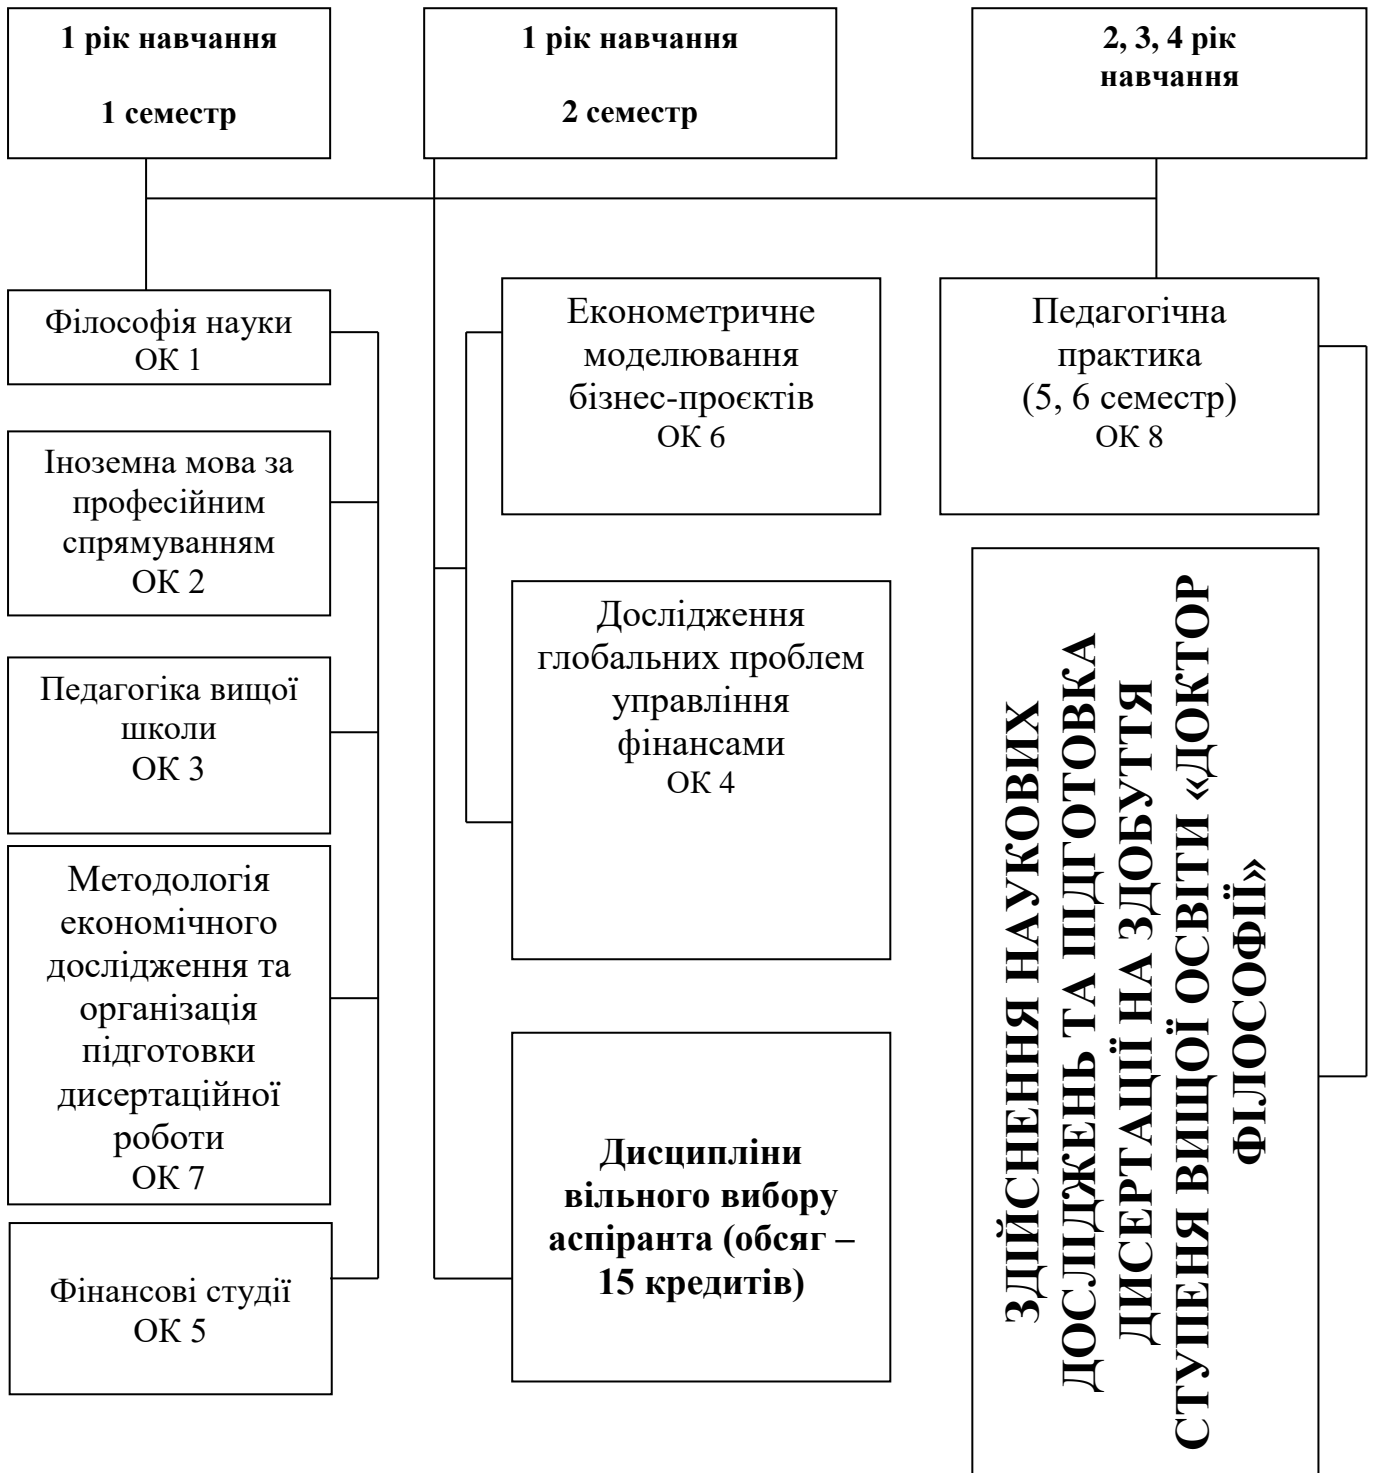 1 рік навчання
1 семестр
1 рік навчання
2 семестр
2, 3, 4 рік
навчання
Філософія науки
ОК 1
Іноземна мова за
професійним
спрямуванням
ОК 2
Педагогіка вищої
школи
ОК 3
Методологія
економічного
дослідження та
організація
підготовки
дисертаційної
роботи
ОК 7
Фінансові студії
ОК 5
Економетричне
моделювання
бізнес-проєктів
ОК 6
Дослідження
глобальних проблем
управління
фінансами
ОК 4
Дисципліни
вільного вибору
аспіранта (обсяг –
15 кредитів)
Педагогічна
практика
(5, 6 семестр)
ОК 8
ЗДІЙСНЕННЯ НАУКОВИХ
ДОСЛІДЖЕНЬ ТА ПІДГОТОВКА
ДИСЕРТАЦІЇ НА ЗДОБУТТЯ
СТУПЕНЯ ВИЩОЇ ОСВІТИ «ДОКТОР
ФІЛОСОФІЇ»